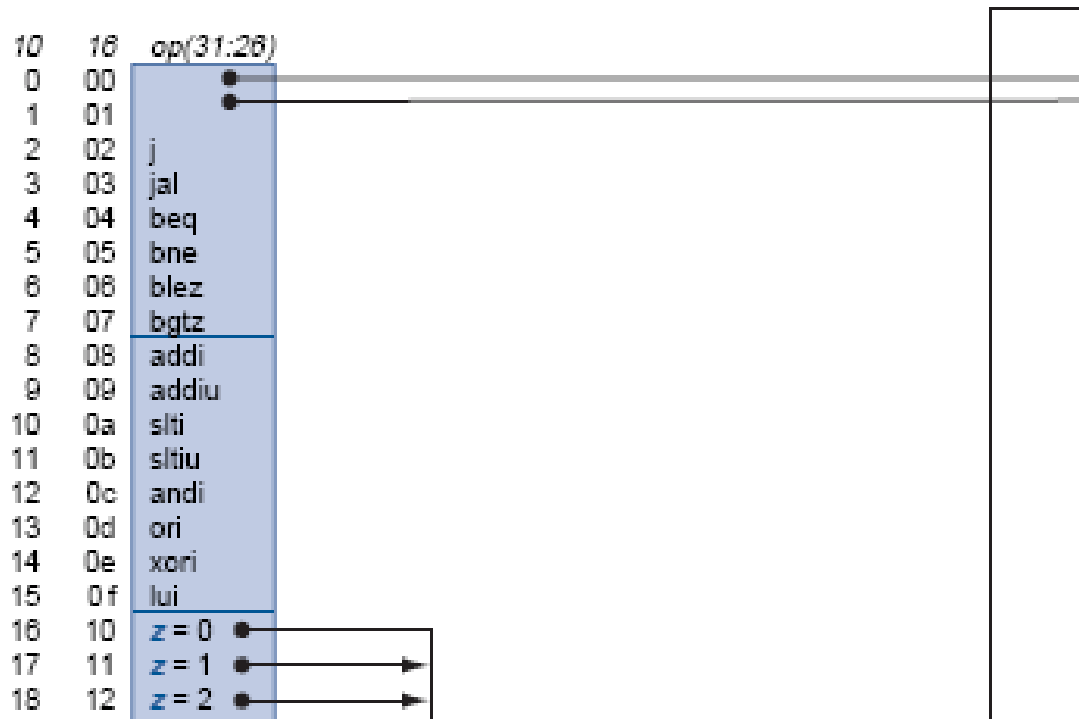 10 16 op(31:26)
0 00
1 01
2 02 j
3 03 jal
4 04 beq
5 05 bne
6 06 blez
7 07 bgtz
8 08 addi
9 09 addiu
10 0a slti
11 0b sltiu
12 0c andi
13 0d ori
14 0e xori
15 0f lui
16 10 z = 0
17 11 z = 1
18 12 z = 2